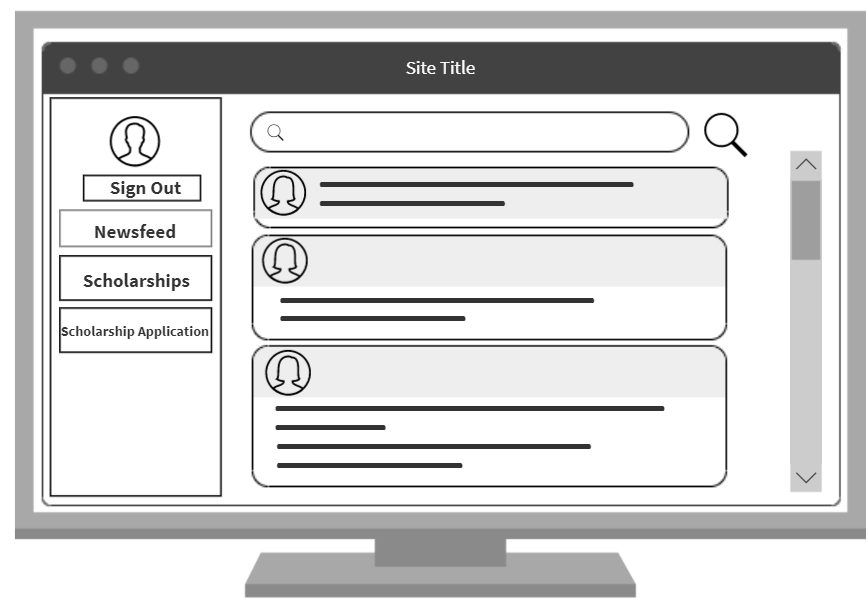 Site Title
Sign Out
Newsfeed
Scholarships
Scholarship Application